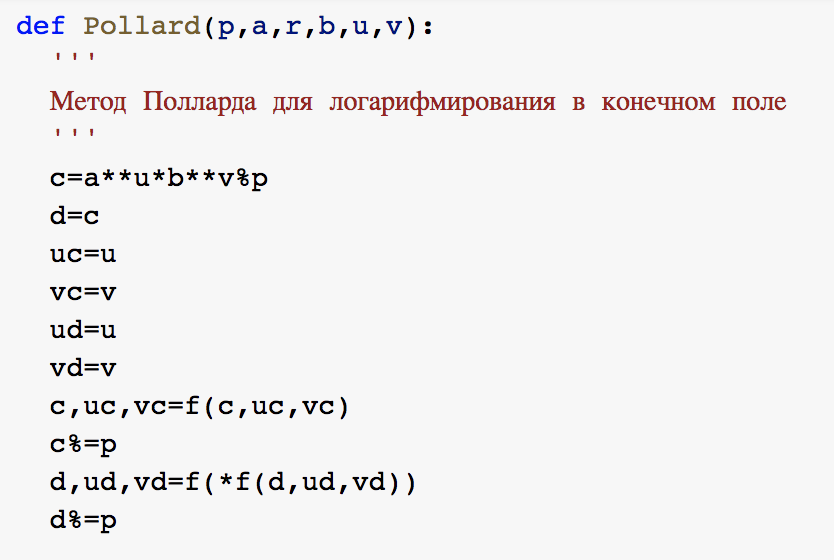 def Pollard(p,a,r,b,u,v):
'''
Метод Полларда для логарифмирования в конечном поле
'''
c=a**u*b**v%p
d=c
uc=u
vc=v
ud=u
vd=v
c,uc,vc=f(c,uc,vc)
c%=p
d,ud,vd=f(*f(d,ud,vd))
d%=p